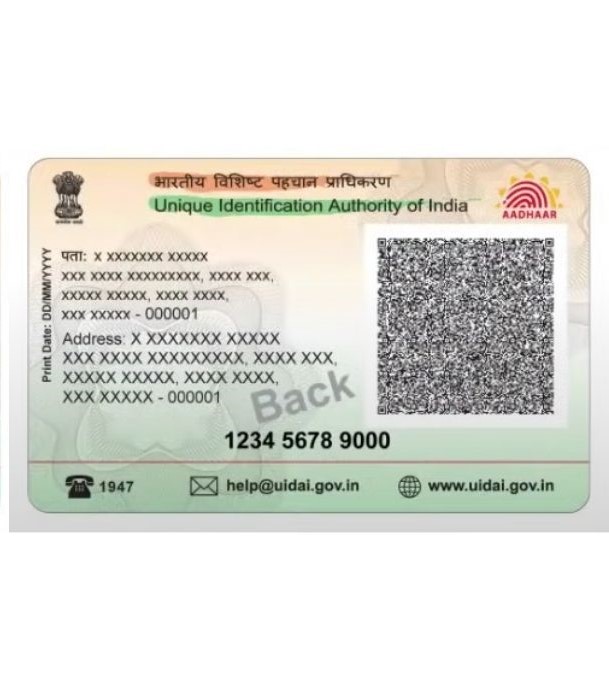 भारतीय विशिष्ट पहचान प्राधिकरण
Unique Identification Authority of India
AADHAAR
सत्यमेव जयते
Print Date: DD/MM/YYYY
पता: X XXXXXXX XXXXX
XXX XXXX XXXXXXXXX, XXXX XXX,
XXXXX XXXXX, XXXX XXXX,
XXX XXXXX - 000001
Address: X XXXXXXX XXXXX
XXX XXXX XXXXXXXXX, XXXX XXX,
XXXXX XXXXX, XXXX XXXX,
XXX XXXXX - 000001
Back
1234 5678 9000
1947
help@uidai.gov.in
www.uidai.gov.in